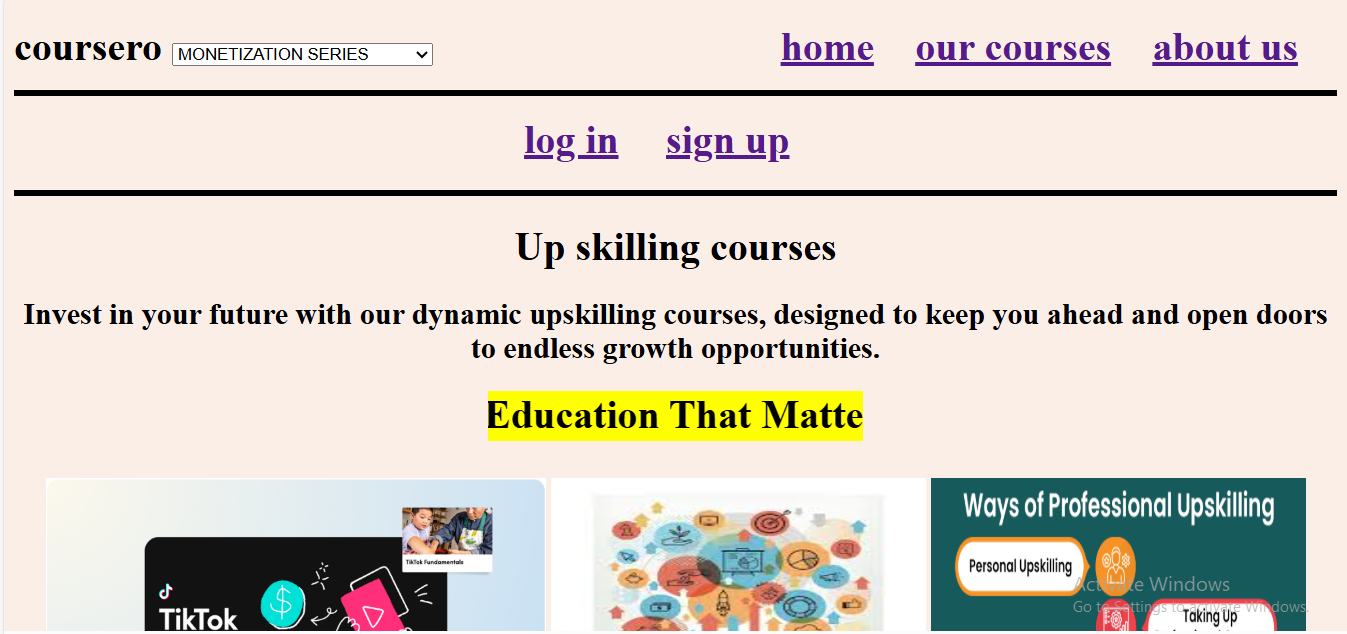 coursero MONETIZATION SERIES home our courses about us
log in sign up
Up skilling courses
Invest in your future with our dynamic upskilling courses, designed to keep you ahead and open doors
to endless growth opportunities.
Education That Matte
TikTok Fundamentals
TikTok
Ways of Professional Upskilling
Personal Upskilling
Taking Up
Activate Windows
Go to Settings to activate Windows.